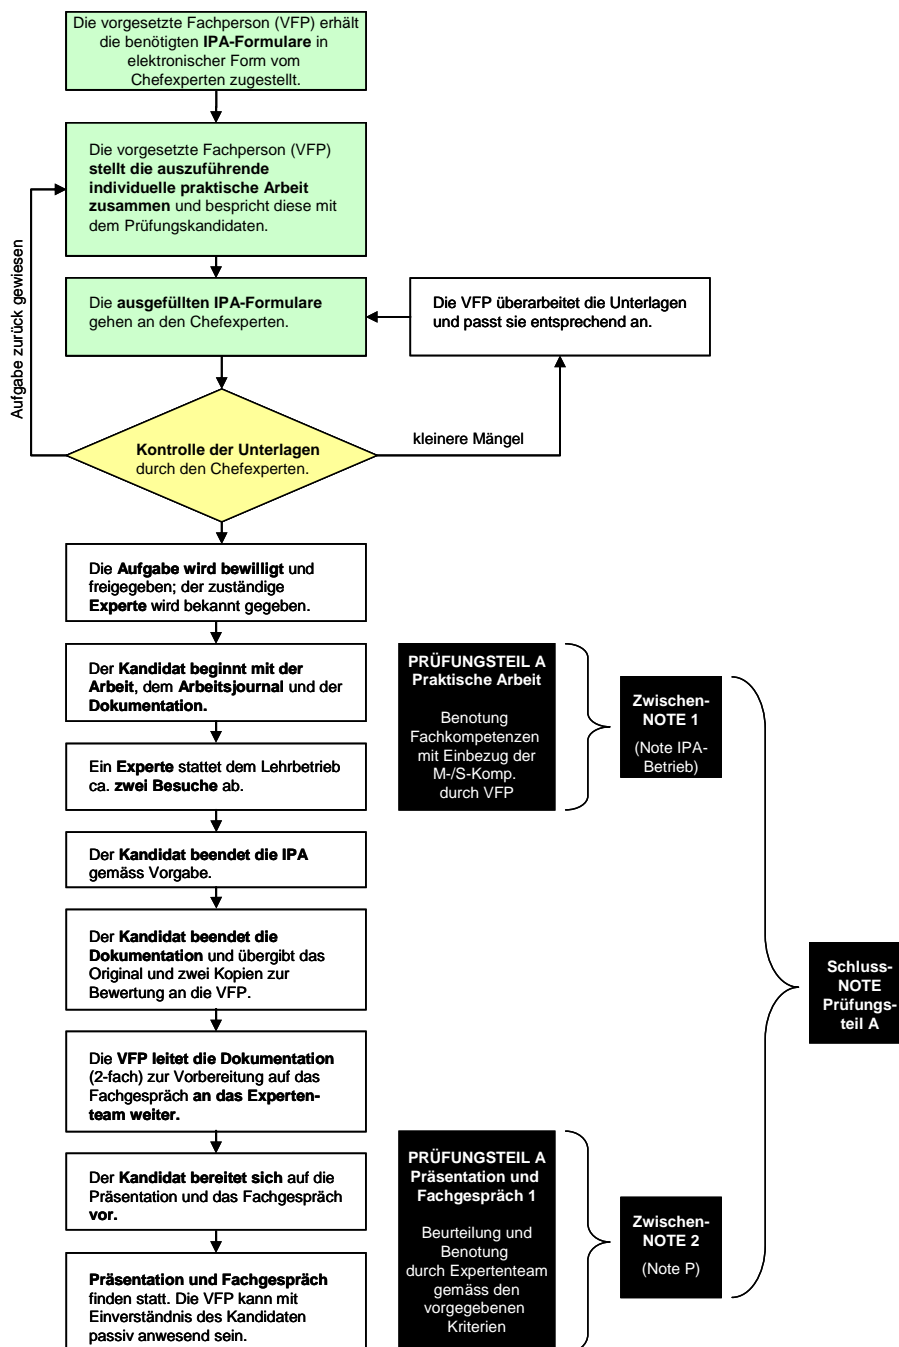 Die vorgesetzte Fachperson (VFP) erhält
die benötigten IPA-Formulare in
elektronischer Form vom
Chefexperten zugestellt.
Die vorgesetzte Fachperson (VFP)
stellt die auszuführende
individuelle praktische Arbeit
zusammen und bespricht diese mit
dem Prüfungskandidaten.
Aufgabe zurück gewiesen
Die ausgefüllten IPA-Formulare
gehen an den Chefexperten.
Die VFP überarbeitet die Unterlagen
und passt sie entsprechend an.
Kontrolle der Unterlagen
durch den Chefexperten.
kleinere Mängel
Die Aufgabe wird bewilligt und
freigegeben; der zuständige
Experte wird bekannt gegeben.
Der Kandidat beginnt mit der
Arbeit, dem Arbeitsjournal und der
Dokumentation.
Ein Experte stattet dem Lehrbetrieb
ca. zwei Besuche ab.
PRÜFUNGSTEIL A
Praktische Arbeit
Benotung
Fachkompetenzen
mit Einbezug der
M-/S-Komp.
durch VFP
Zwischen-
NOTE 1
(Note IPA-
Betrieb)
Der Kandidat beendet die IPA
gemäss Vorgabe.
Der Kandidat beendet die
Dokumentation und übergibt das
Original und zwei Kopien zur
Bewertung an die VFP.
Schluss-
NOTE
Prüfungs-
teil A
Die VFP leitet die Dokumentation
(2-fach) zur Vorbereitung auf das
Fachgespräch an das Experten-
team weiter.
Der Kandidat bereitet sich auf die
Präsentation und das Fachgespräch
vor.
Präsentation und Fachgespräch
finden statt. Die VFP kann mit
Einverständnis des Kandidaten
passiv anwesend sein.
PRÜFUNGSTEIL A
Präsentation und
Fachgespräch 1
Beurteilung und
Benotung
durch Expertenteam
gemäss den
vorgegebenen
Kriterien
Zwischen-
NOTE 2
(Note P)